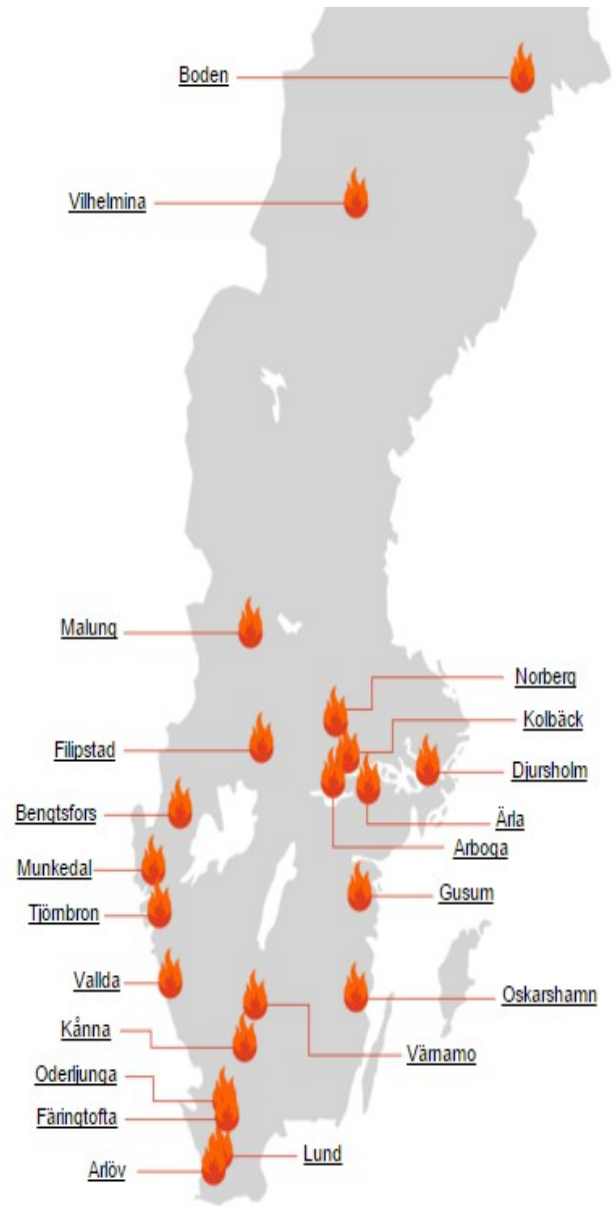 Boden
Vilhelmina
Malung
Norberg
Kolbäck
Filipstad
Djursholm
Bengtsfors
Ärla
Arboga
Munkedal
Gusum
Tjörnbron
Vallda
Oskarshamn
Kånna
Värnamo
Oderljunga
Färingtofta
Lund
Arlöv